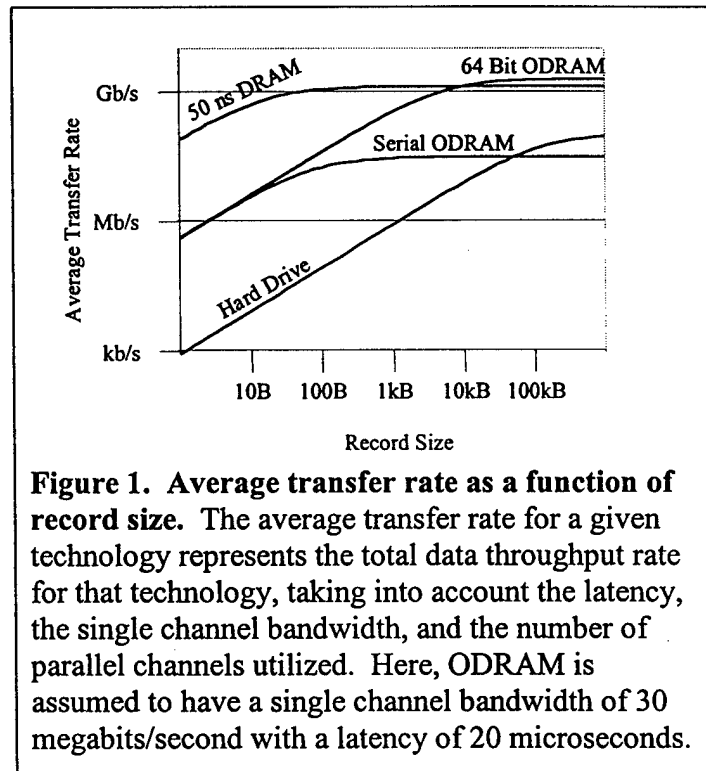 64 Bit ODRAM
50 ns DRAM
Gb/s
Serial ODRAM
Average Transfer Rate
Mb/s
Hard Drive
kb/s
10B 100B 1kB 10kB 100kB
Record Size
Figure 1. Average transfer rate as a function of
record size. The average transfer rate for a given
technology represents the total data throughput rate
for that technology, taking into account the latency,
the single channel bandwidth, and the number of
parallel channels utilized. Here, ODRAM is
assumed to have a single channel bandwidth of 30
megabits/second with a latency of 20 microseconds.